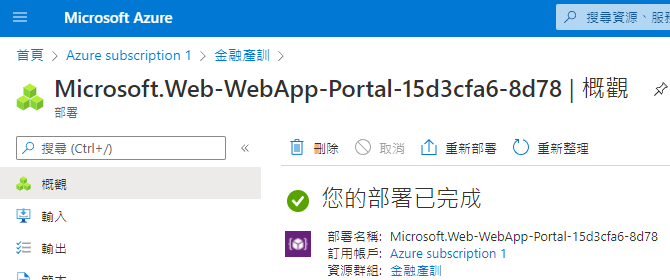 Microsoft Azure
搜尋資源、服務
首頁 > Azure subscription 1 > 金融產訓 >
Microsoft.Web-WebApp-Portal-15d3cfa6-8d78 | 概觀
部署
搜尋 (Ctrl+/)
«
刪除 取消 重新部署 重新整理
概觀
輸入
輸出
範本
您的部署已完成
部署名稱: Microsoft.Web-WebApp-Portal-15d3cfa6-8d78
訂用帳戶: Azure subscription 1
資源群組: 金融產訓